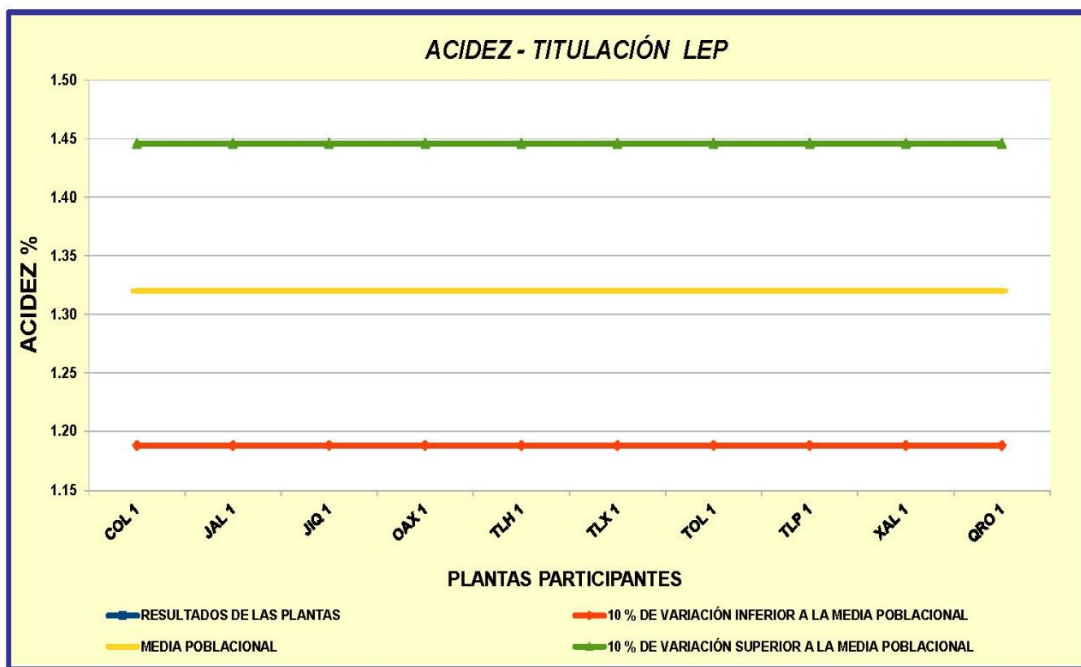 ACIDEZ - TITULACIÓN LEP
1.50
1.45
1.40
1.35
1.30
1.25
1.20
1.15
ACIDEZ %
COL 1
JAL 1
JIQ 1
OAX 1
TLH 1
TLX 1
TOL 1
TLP 1
XAL 1
QRO 1
PLANTAS PARTICIPANTES
RESULTADOS DE LAS PLANTAS
10 % DE VARIACIÓN INFERIOR A LA MEDIA POBLACIONAL
MEDIA POBLACIONAL
10 % DE VARIACIÓN SUPERIOR A LA MEDIA POBLACIONAL